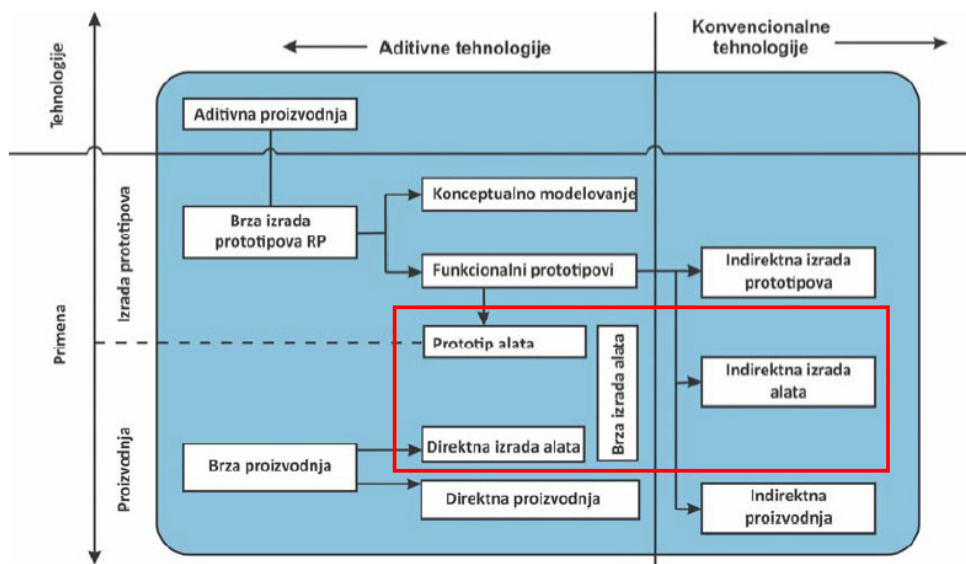 Aditivne tehnologije
Konvencionalne
tehnologije
Tehnologije
Aditivna proizvodnja
Primena
Izrada prototipova
Brza izrada
prototipova RP
Konceptualno modelovanje
Funkcionalni prototipovi
Indirektna izrada
prototipova
Prototip alata
Brza izrada alata
Indirektna izrada
alata
Direktna izrada alata
Proizvodnja
Brza proizvodnja
Direktna proizvodnja
Indirektna
proizvodnja